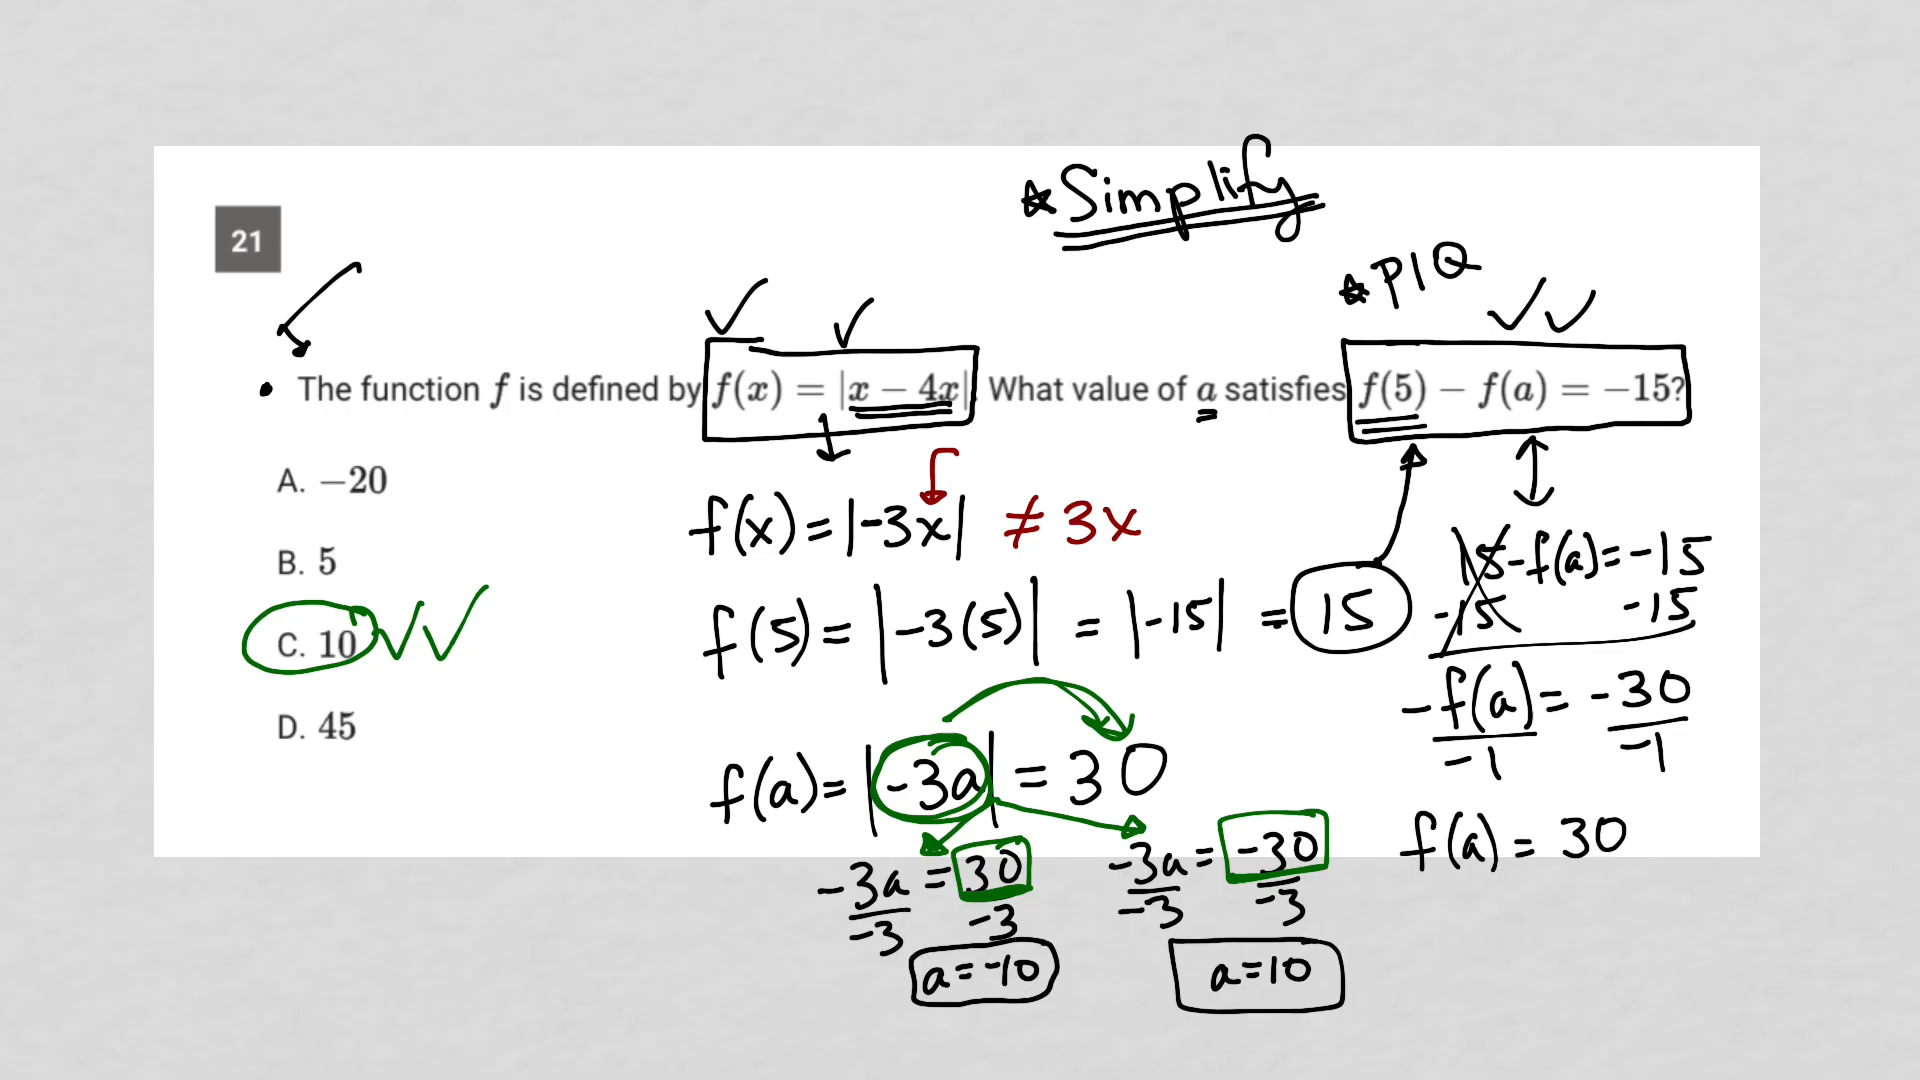 * Simplify
21
* PIQ
• The function f is defined by f(x) = |x − 4x|. What value of a satisfies f(5) − f(a) = −15?
A. −20
B. 5
C. 10
D. 45
f(x) = |-3x| ≠ 3x
15 - f(a) = -15
-15 -15
f(5) = |-3(5)| = |-15| = 15
-f(a) = -30
-1 -1
f(a) = |-3a| = 30
f(a) = 30
-3a = 30
-3 -3
a = -10
-3a = -30
-3 -3
a = 10